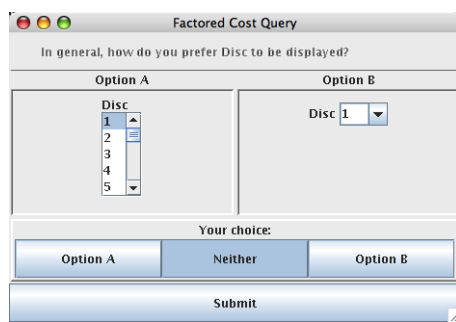 Factored Cost Query
In general, how do you prefer Disc to be displayed?
Option A
Option B
Disc
1
2
3
4
5
Disc 1
Your choice:
Option A Neither Option B
Submit